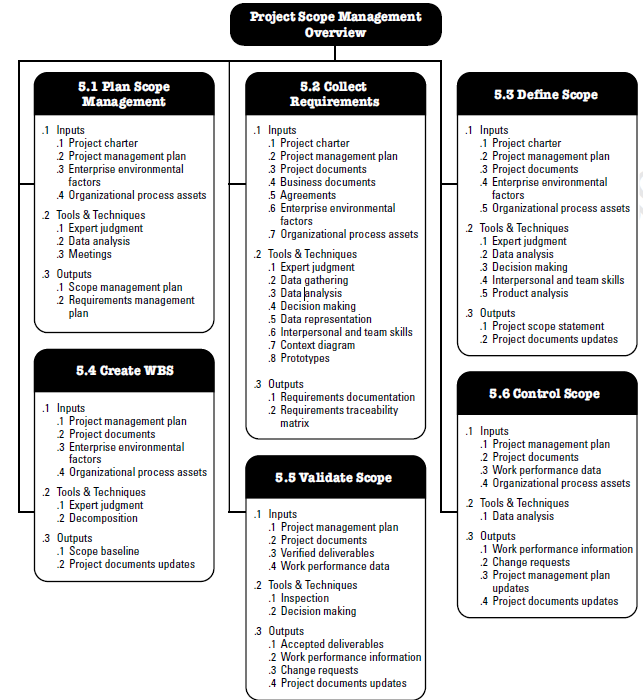 Project Scope Management
Overview
5.1 Plan Scope
Management
.1 Inputs
.1 Project charter
.2 Project management plan
.3 Enterprise environmental
factors
.4 Organizational process assets
.2 Tools & Techniques
.1 Expert judgment
.2 Data analysis
.3 Meetings
.3 Outputs
.1 Scope management plan
.2 Requirements management
plan
5.2 Collect
Requirements
.1 Inputs
.1 Project charter
.2 Project management plan
.3 Project documents
.4 Business documents
.5 Agreements
.6 Enterprise environmental
factors
.7 Organizational process assets
.2 Tools & Techniques
.1 Expert judgment
.2 Data gathering
.3 Data analysis
.4 Decision making
.5 Data representation
.6 Interpersonal and team skills
.7 Context diagram
.8 Prototypes
.3 Outputs
.1 Requirements documentation
.2 Requirements traceability
matrix
5.3 Define Scope
.1 Inputs
.1 Project charter
.2 Project management plan
.3 Project documents
.4 Enterprise environmental
factors
.5 Organizational process assets
.2 Tools & Techniques
.1 Expert judgment
.2 Data analysis
.3 Decision making
.4 Interpersonal and team skills
.5 Product analysis
.3 Outputs
.1 Project scope statement
.2 Project documents updates
5.4 Create WBS
.1 Inputs
.1 Project management plan
.2 Project documents
.3 Enterprise environmental
factors
.4 Organizational process assets
.2 Tools & Techniques
.1 Expert judgment
.2 Decomposition
.3 Outputs
.1 Scope baseline
.2 Project documents updates
5.5 Validate Scope
.1 Inputs
.1 Project management plan
.2 Project documents
.3 Verified deliverables
.4 Work performance data
.2 Tools & Techniques
.1 Inspection
.2 Decision making
.3 Outputs
.1 Accepted deliverables
.2 Work performance information
.3 Change requests
.4 Project documents updates
5.6 Control Scope
.1 Inputs
.1 Project management plan
.2 Project documents
.3 Work performance data
.4 Organizational process assets
.2 Tools & Techniques
.1 Data analysis
.3 Outputs
.1 Work performance information
.2 Change requests
.3 Project management plan
updates
.4 Project documents updates